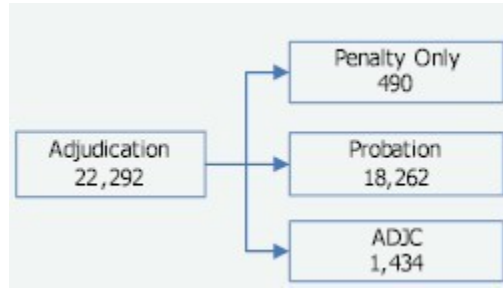 Penalty Only
490
Adjudication
22,292
Probation
18,262
ADJC
1,434